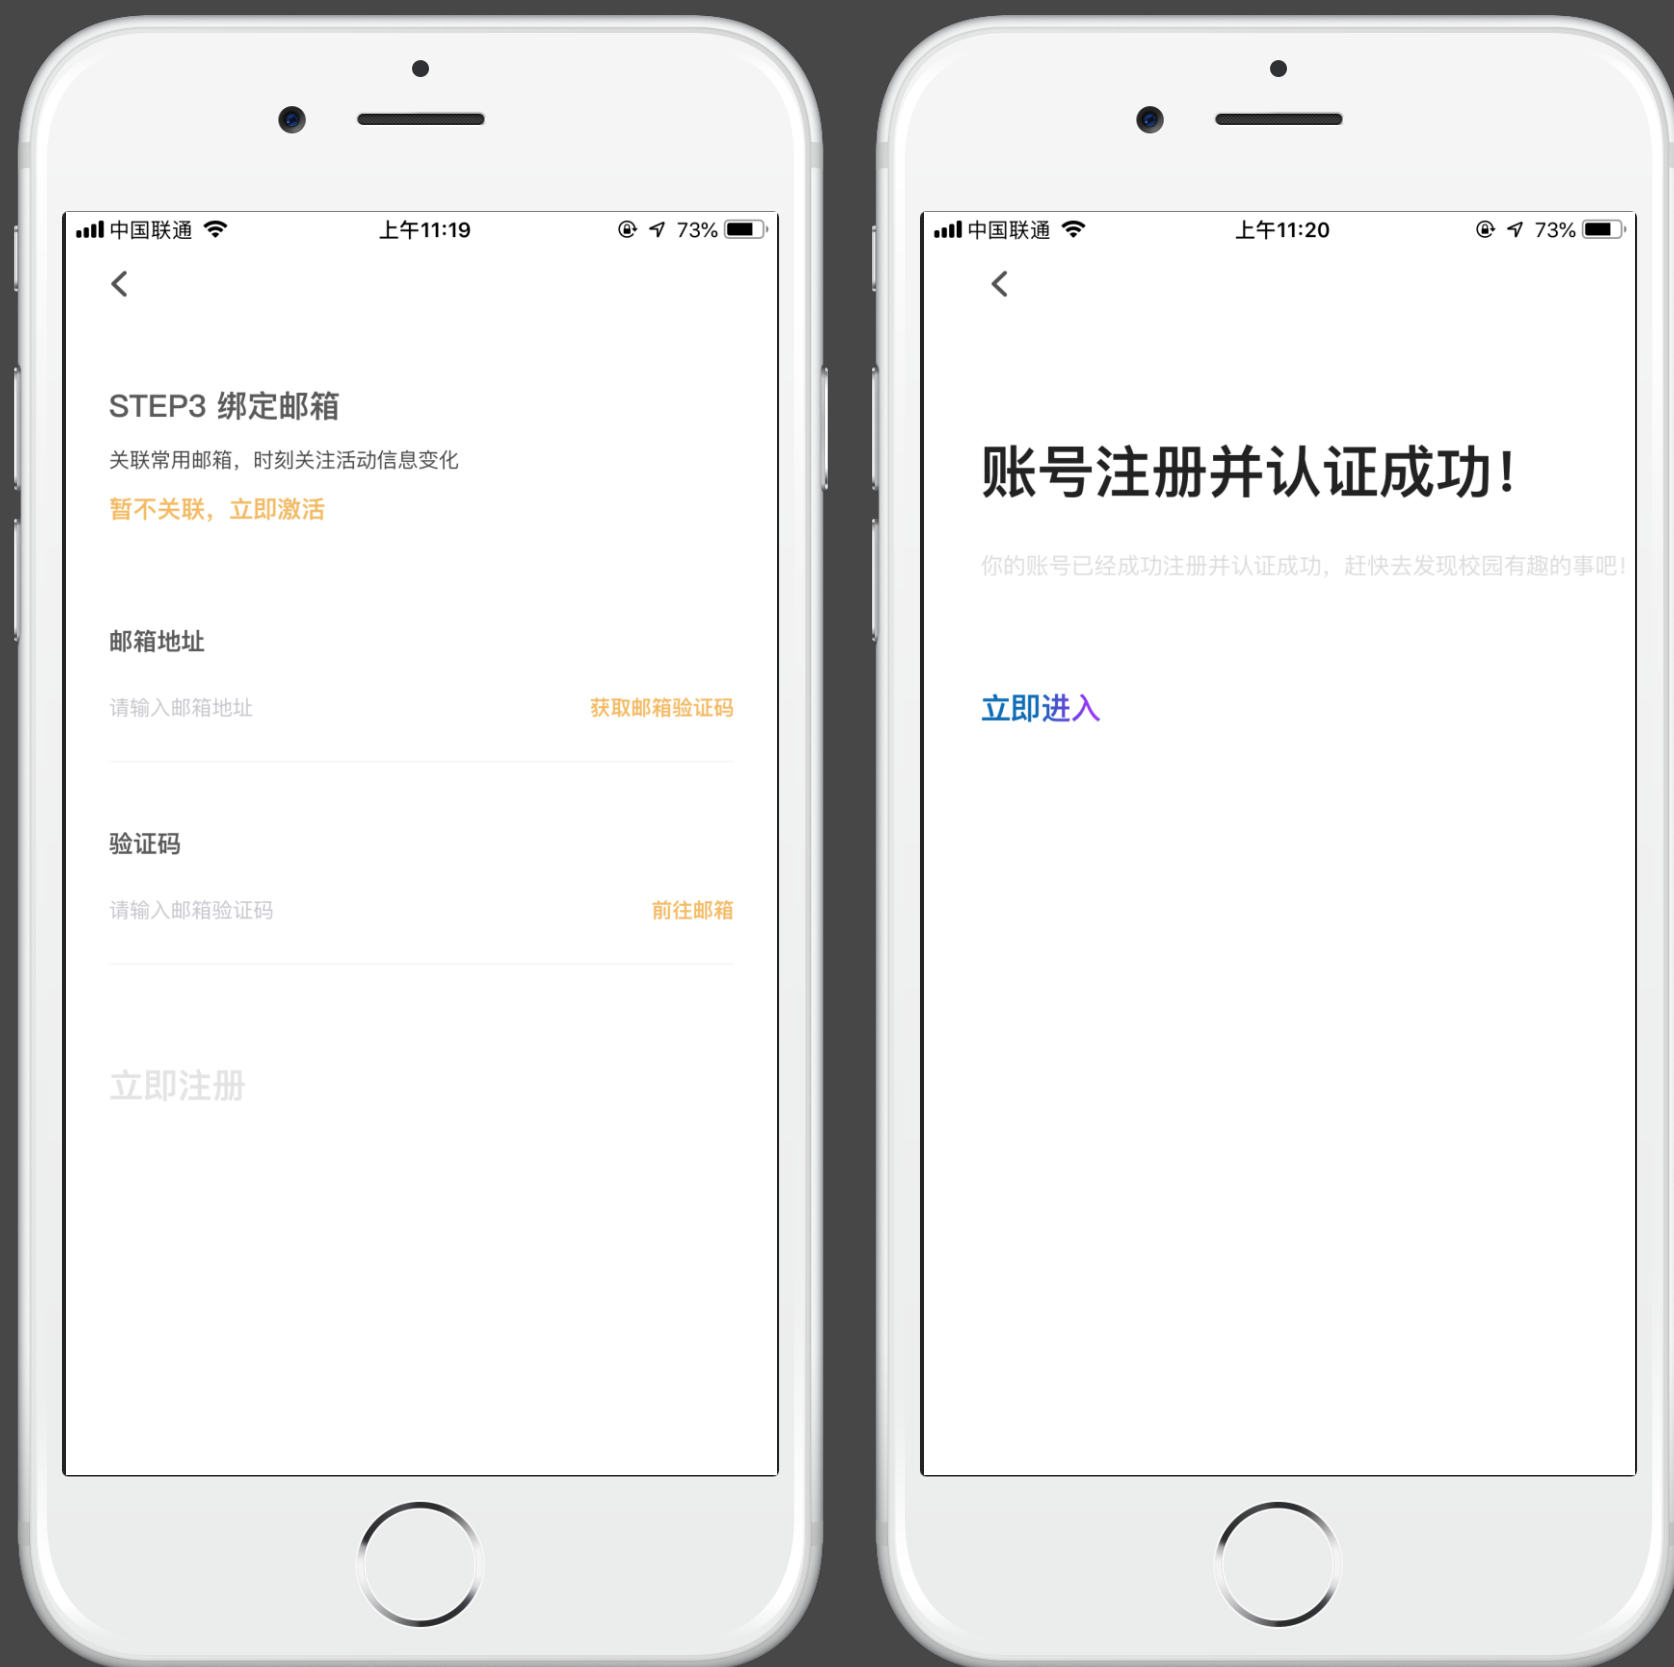 中国联通 上午11:19 73%
STEP3 绑定邮箱
关联常用邮箱，时刻关注活动信息变化
暂不关联，立即激活
邮箱地址
请输入邮箱地址 获取邮箱验证码
验证码
请输入邮箱验证码 前往邮箱
立即注册
中国联通 上午11:20 73%
账号注册并认证成功！
你的账号已经成功注册并认证成功，赶快去发现校园有趣的事吧！
立即进入